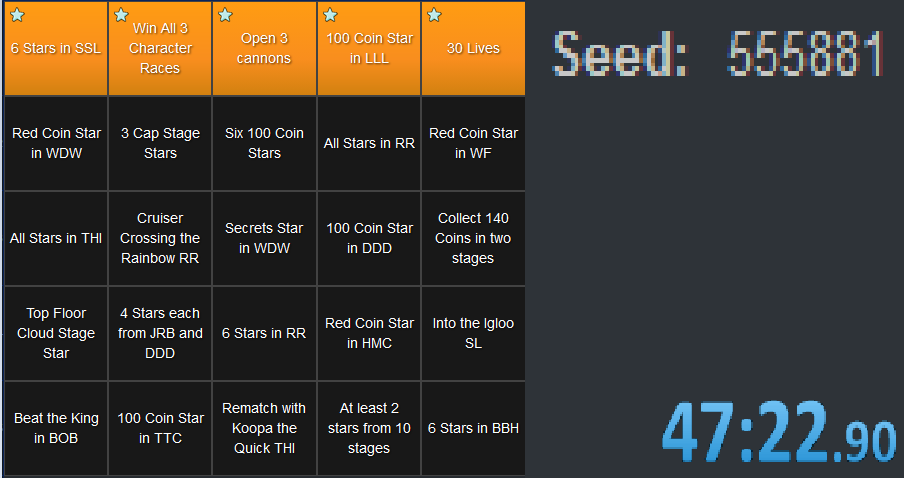 6 Stars in SSL
Win All 3
Character
Races
Open 3
cannons
100 Coin Star
in LLL
30 Lives
Red Coin Star
in WDW
3 Cap Stage
Stars
Six 100 Coin
Stars
All Stars in RR
Red Coin Star
in WF
All Stars in THI
Cruiser
Crossing the
Rainbow RR
Secrets Star
in WDW
100 Coin Star
in DDD
Collect 140
Coins in two
stages
Top Floor
Cloud Stage
Star
4 Stars each
from JRB and
DDD
6 Stars in RR
Red Coin Star
in HMC
Into the Igloo
SL
Beat the King
in BOB
100 Coin Star
in TTC
Rematch with
Koopa the
Quick THI
At least 2
stars from 10
stages
6 Stars in BBH
Seed: 555881
47:22.90